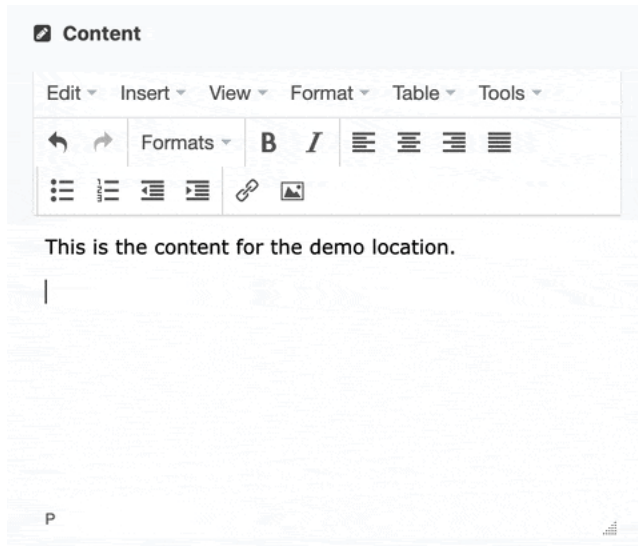 Content
Edit Insert View Format Table Tools
Formats B I
This is the content for the demo location.
P